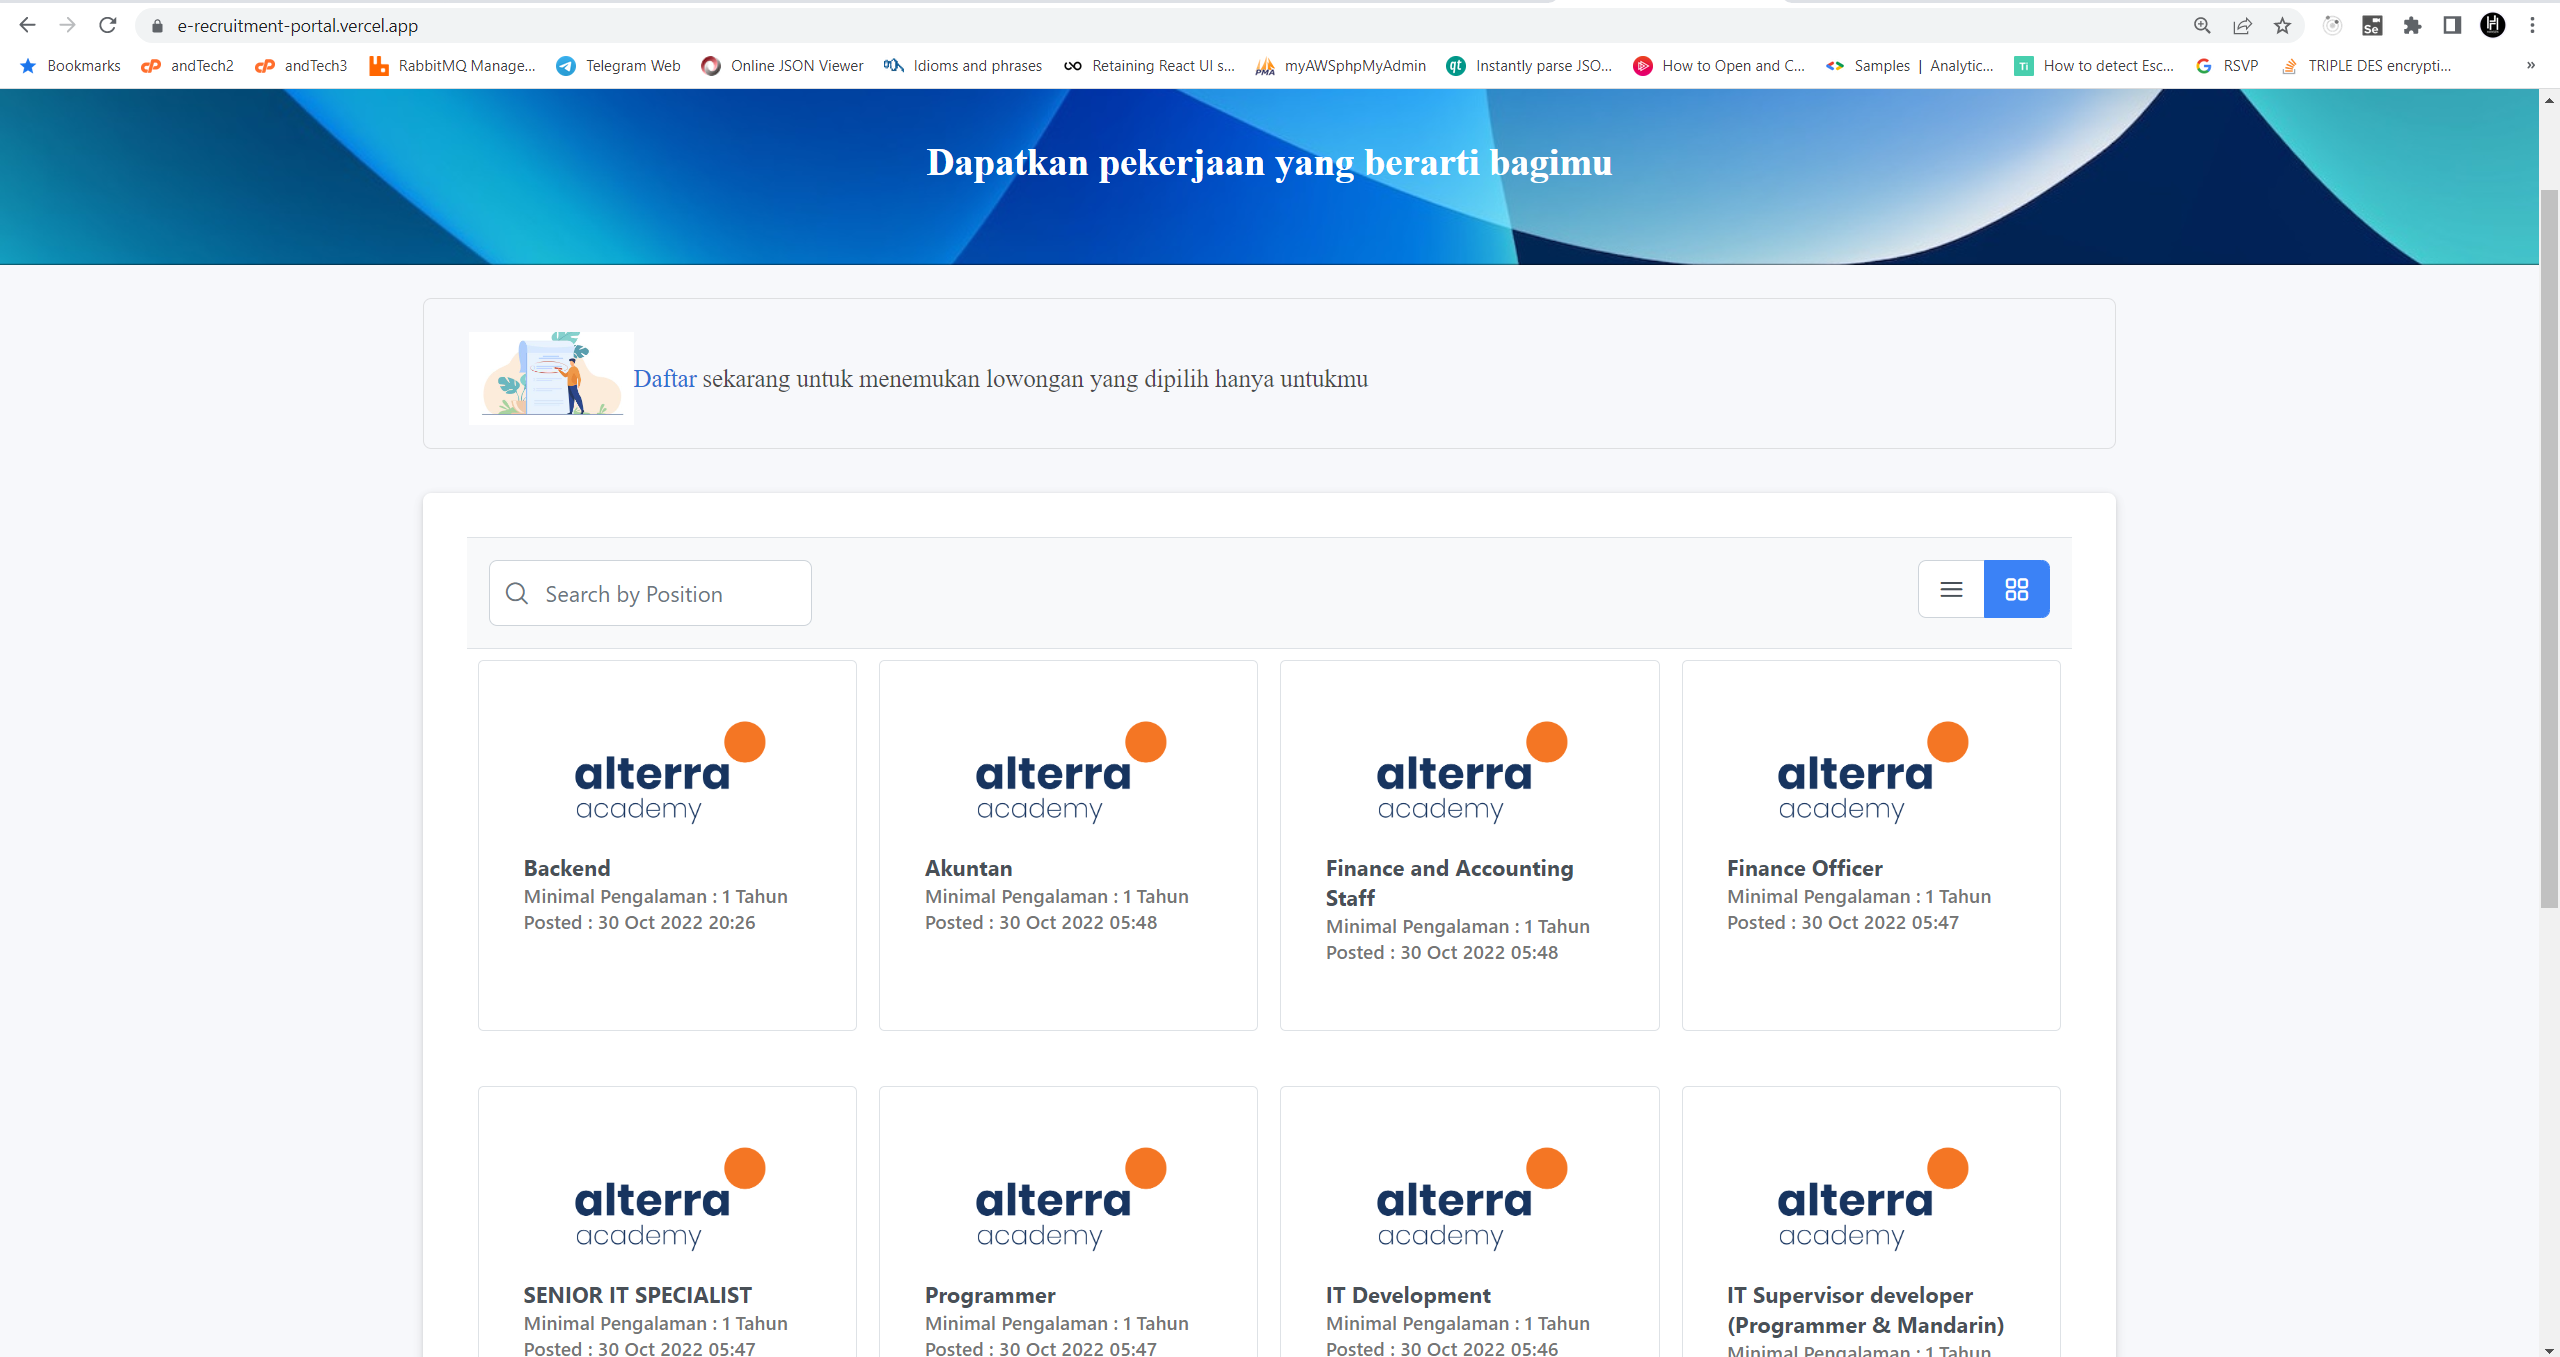 e-recruitment-portal.vercel.app
Bookmarks andTech2 andTech3 RabbitMQ Manage... Telegram Web Online JSON Viewer Idioms and phrases Retaining React UI s... myAWSphpMyAdmin Instantly parse JSO... How to Open and C... Samples | Analytic... How to detect Esc... RSVP TRIPLE DES encrypti... »
Dapatkan pekerjaan yang berarti bagimu
Daftar sekarang untuk menemukan lowongan yang dipilih hanya untukmu
Search by Position
alterra
academy
Backend
Minimal Pengalaman : 1 Tahun
Posted : 30 Oct 2022 20:26
alterra
academy
Akuntan
Minimal Pengalaman : 1 Tahun
Posted : 30 Oct 2022 05:48
alterra
academy
Finance and Accounting
Staff
Minimal Pengalaman : 1 Tahun
Posted : 30 Oct 2022 05:48
alterra
academy
Finance Officer
Minimal Pengalaman : 1 Tahun
Posted : 30 Oct 2022 05:47
alterra
academy
SENIOR IT SPECIALIST
Minimal Pengalaman : 1 Tahun
Posted : 30 Oct 2022 05:47
alterra
academy
Programmer
Minimal Pengalaman : 1 Tahun
Posted : 30 Oct 2022 05:47
alterra
academy
IT Development
Minimal Pengalaman : 1 Tahun
Posted : 30 Oct 2022 05:46
alterra
academy
IT Supervisor developer
(Programmer & Mandarin)
Minimal Pengalaman : 1 Tahun